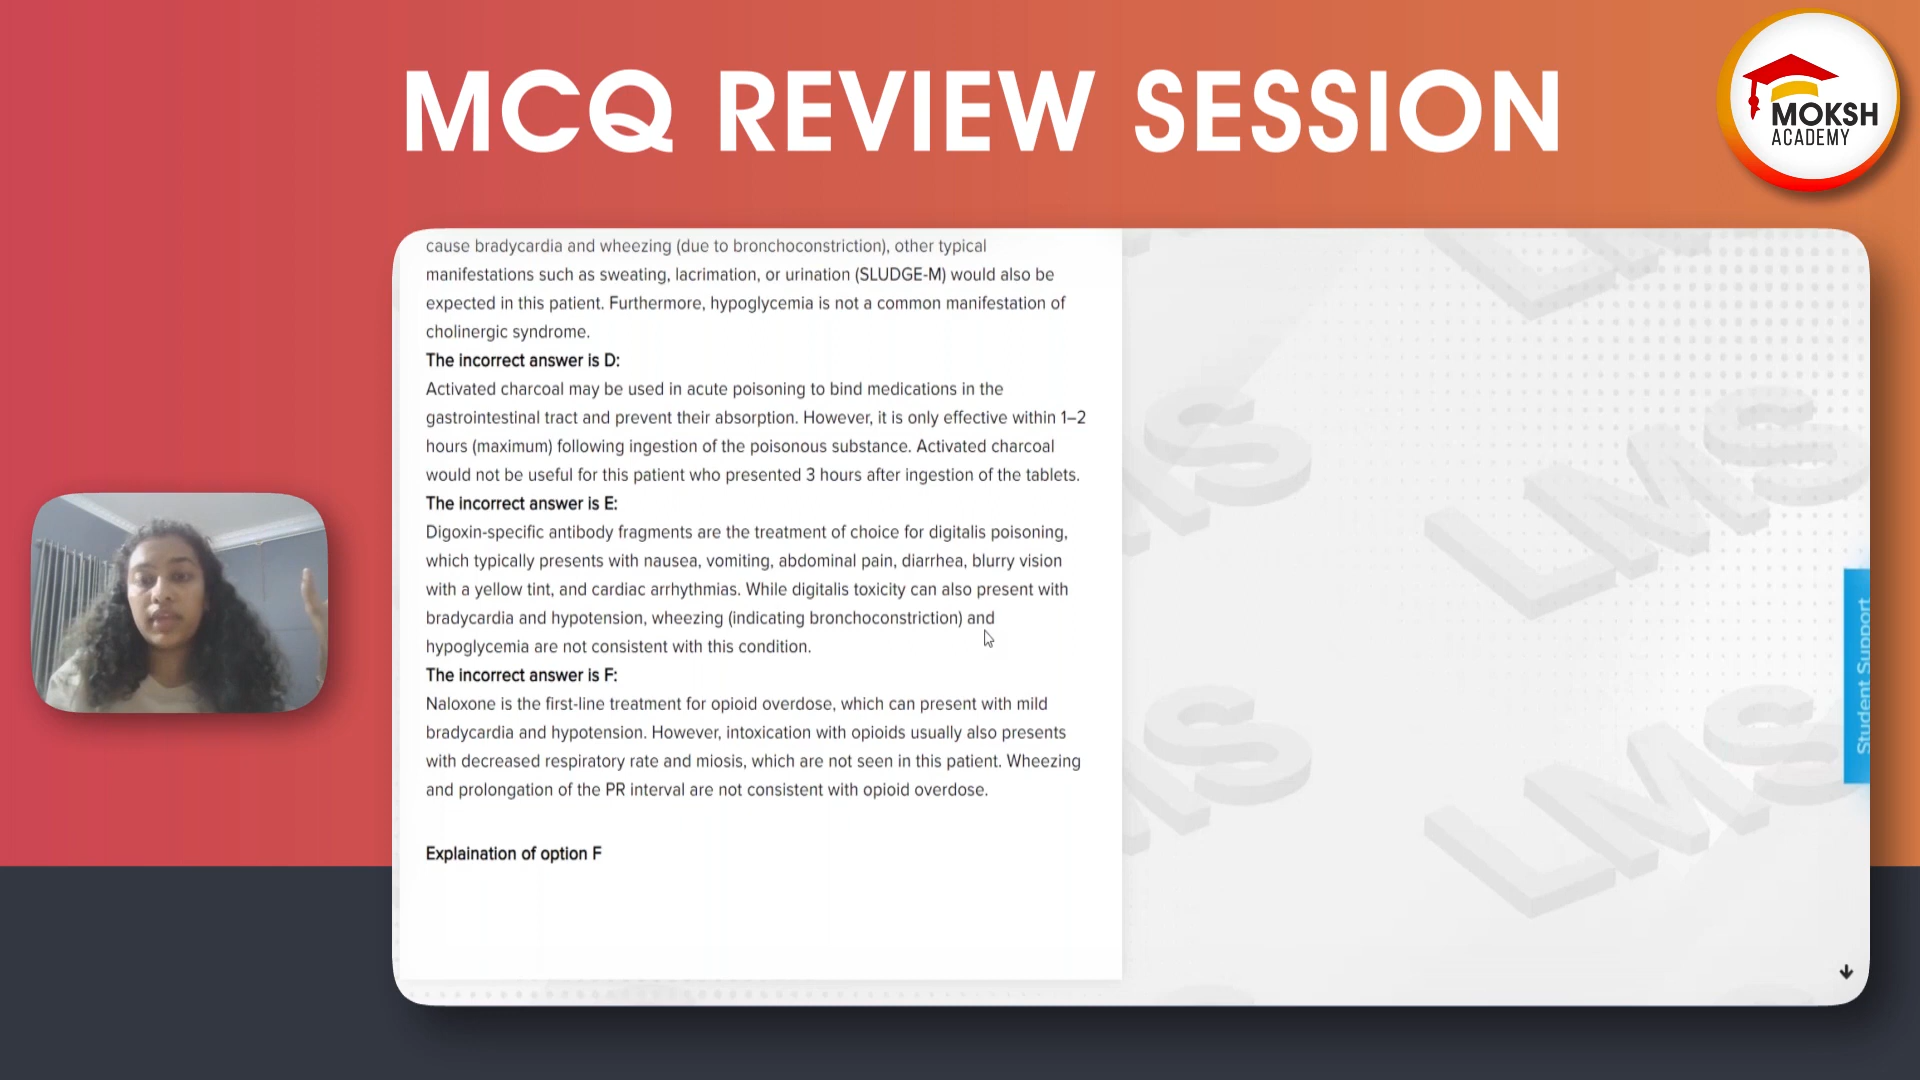 MCQ REVIEW SESSION
MOKSH
ACADEMY
cause bradycardia and wheezing (due to bronchoconstriction), other typical
manifestations such as sweating, lacrimation, or urination (SLUDGE-M) would also be
expected in this patient. Furthermore, hypoglycemia is not a common manifestation of
cholinergic syndrome.
The incorrect answer is D:
Activated charcoal may be used in acute poisoning to bind medications in the
gastrointestinal tract and prevent their absorption. However, it is only effective within 1–2
hours (maximum) following ingestion of the poisonous substance. Activated charcoal
would not be useful for this patient who presented 3 hours after ingestion of the tablets.
The incorrect answer is E:
Digoxin-specific antibody fragments are the treatment of choice for digitalis poisoning,
which typically presents with nausea, vomiting, abdominal pain, diarrhea, blurry vision
with a yellow tint, and cardiac arrhythmias. While digitalis toxicity can also present with
bradycardia and hypotension, wheezing (indicating bronchoconstriction) and
hypoglycemia are not consistent with this condition.
The incorrect answer is F:
Naloxone is the first-line treatment for opioid overdose, which can present with mild
bradycardia and hypotension. However, intoxication with opioids usually also presents
with decreased respiratory rate and miosis, which are not seen in this patient. Wheezing
and prolongation of the PR interval are not consistent with opioid overdose.
Explaination of option F
LMS
LMS
Student Support